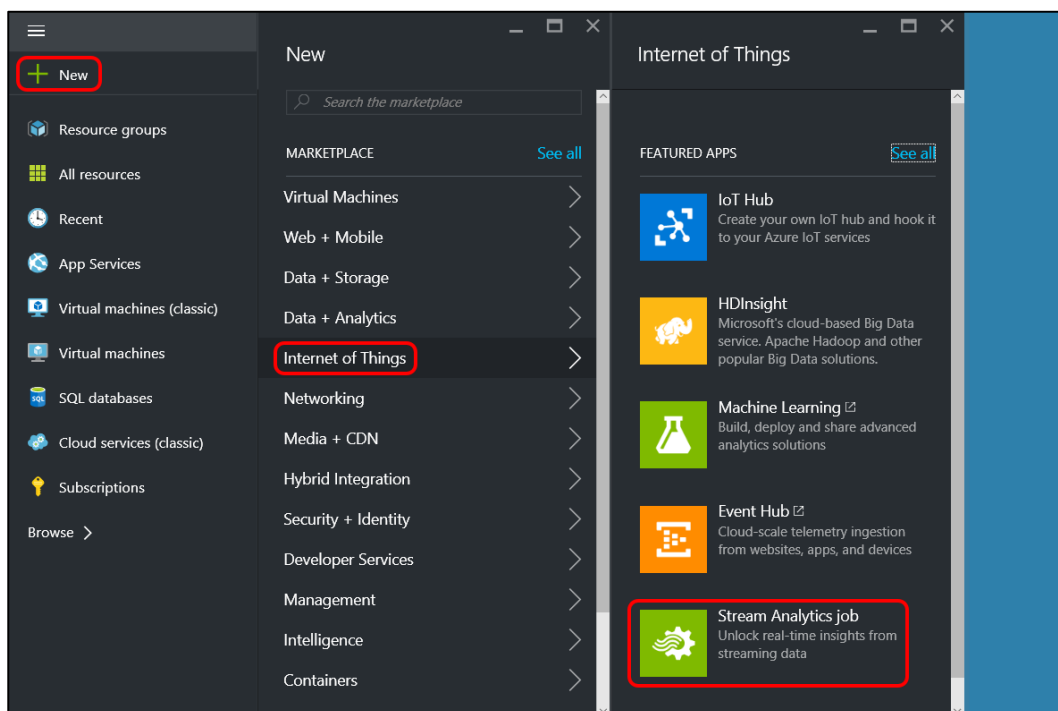 New
Resource groups
All resources
Recent
App Services
Virtual machines (classic)
Virtual machines
SQL
SQL databases
Cloud services (classic)
Subscriptions
Browse
New
Search the marketplace
MARKETPLACE See all
Virtual Machines
Web + Mobile
Data + Storage
Data + Analytics
Internet of Things
Networking
Media + CDN
Hybrid Integration
Security + Identity
Developer Services
Management
Intelligence
Containers
Internet of Things
FEATURED APPS See all
IoT Hub
Create your own IoT hub and hook it
to your Azure IoT services
HDInsight
Microsoft's cloud-based Big Data
service. Apache Hadoop and other
popular Big Data solutions.
Machine Learning
Build, deploy and share advanced
analytics solutions
Event Hub
Cloud-scale telemetry ingestion
from websites, apps, and devices
Stream Analytics job
Unlock real-time insights from
streaming data